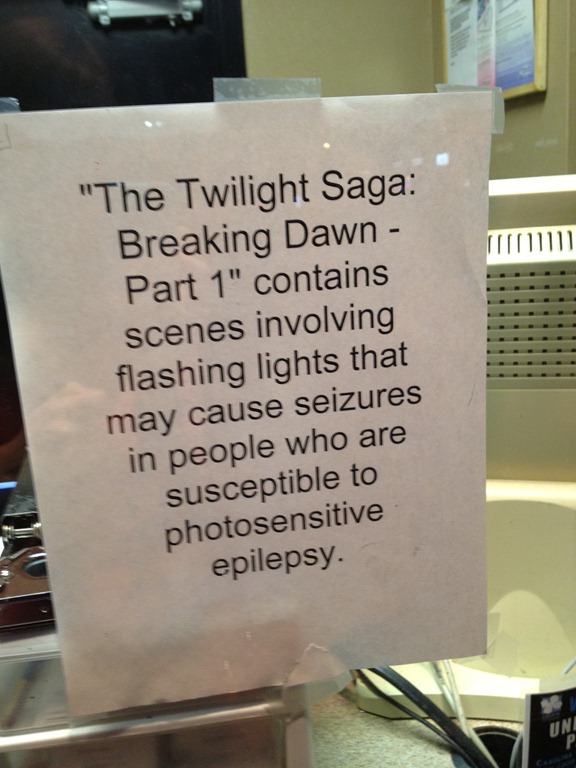 "The Twilight Saga:
Breaking Dawn -
Part 1" contains
scenes involving
flashing lights that
may cause seizures
in people who are
susceptible to
photosensitive
epilepsy.
UNI